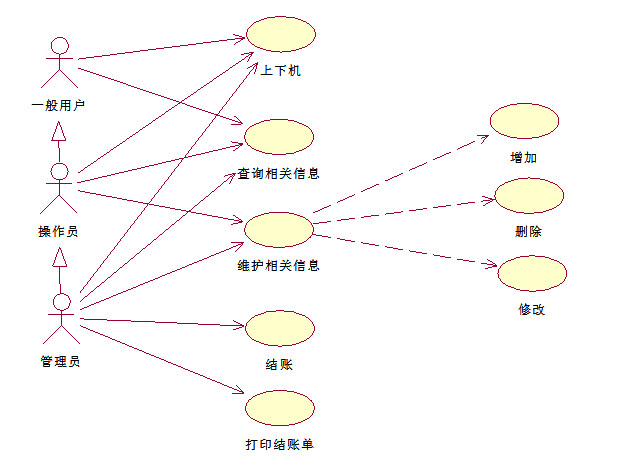 上下机
一般用户
增加
查询相关信息
操作员
删除
维护相关信息
修改
管理员
结账
打印结账单